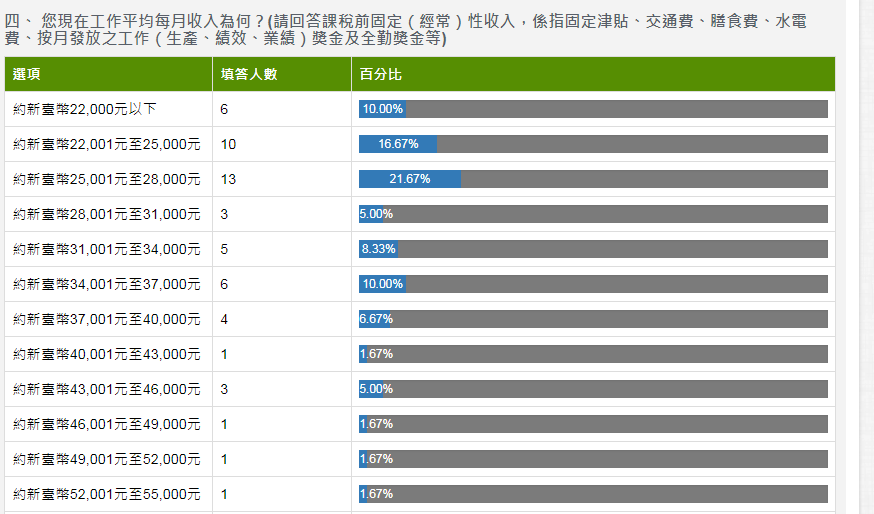 四、 您現在工作平均每月收入為何？(請回答課稅前固定（經常）性收入，係指固定津貼、交通費、膳食費、水電
費、按月發放之工作（生產、績效、業績）獎金及全勤獎金等)
選項 填答人數 百分比
約新臺幣22,000元以下 6 10.00%
約新臺幣22,001元至25,000元 10 16.67%
約新臺幣25,001元至28,000元 13 21.67%
約新臺幣28,001元至31,000元 3 5.00%
約新臺幣31,001元至34,000元 5 8.33%
約新臺幣34,001元至37,000元 6 10.00%
約新臺幣37,001元至40,000元 4 6.67%
約新臺幣40,001元至43,000元 1 1.67%
約新臺幣43,001元至46,000元 3 5.00%
約新臺幣46,001元至49,000元 1 1.67%
約新臺幣49,001元至52,000元 1 1.67%
約新臺幣52,001元至55,000元 1 1.67%